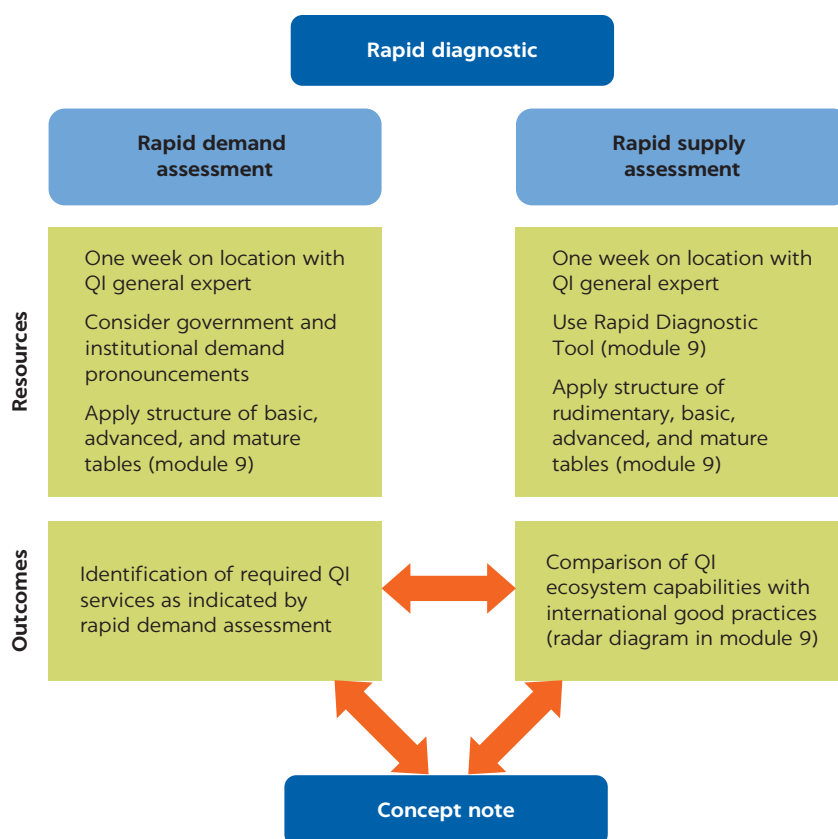 Rapid diagnostic
Rapid demand
assessment
Rapid supply
assessment
Resources
One week on location with
QI general expert
Consider government and
institutional demand
pronouncements
Apply structure of basic,
advanced, and mature
tables (module 9)
One week on location with
QI general expert
Use Rapid Diagnostic
Tool (module 9)
Apply structure of
rudimentary, basic,
advanced, and mature
tables (module 9)
Outcomes
Identification of required QI
services as indicated by
rapid demand assessment
Comparison of QI
ecosystem capabilities with
international good practices
(radar diagram in module 9)
Concept note